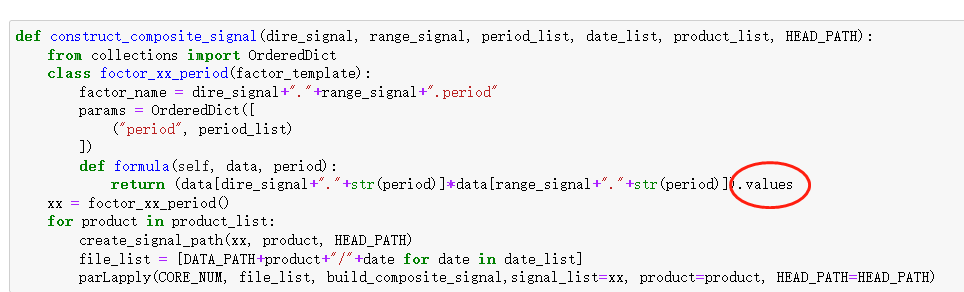 def construct_composite_signal(dire_signal, range_signal, period_list, date_list, product_list, HEAD_PATH):
    from collections import OrderedDict
    class foctor_xx_period(factor_template):
        factor_name = dire_signal+"."+range_signal+".period"
        params = OrderedDict([
            ("period", period_list)
        ])
        def formula(self, data, period):
            return (data[dire_signal+"."+str(period)]*data[range_signal+"."+str(period)]).values
    xx = foctor_xx_period()
    for product in product_list:
        create_signal_path(xx, product, HEAD_PATH)
        file_list = [DATA_PATH+product+"/"+date for date in date_list]
        parLapply(CORE_NUM, file_list, build_composite_signal,signal_list=xx, product=product, HEAD_PATH=HEAD_PATH)